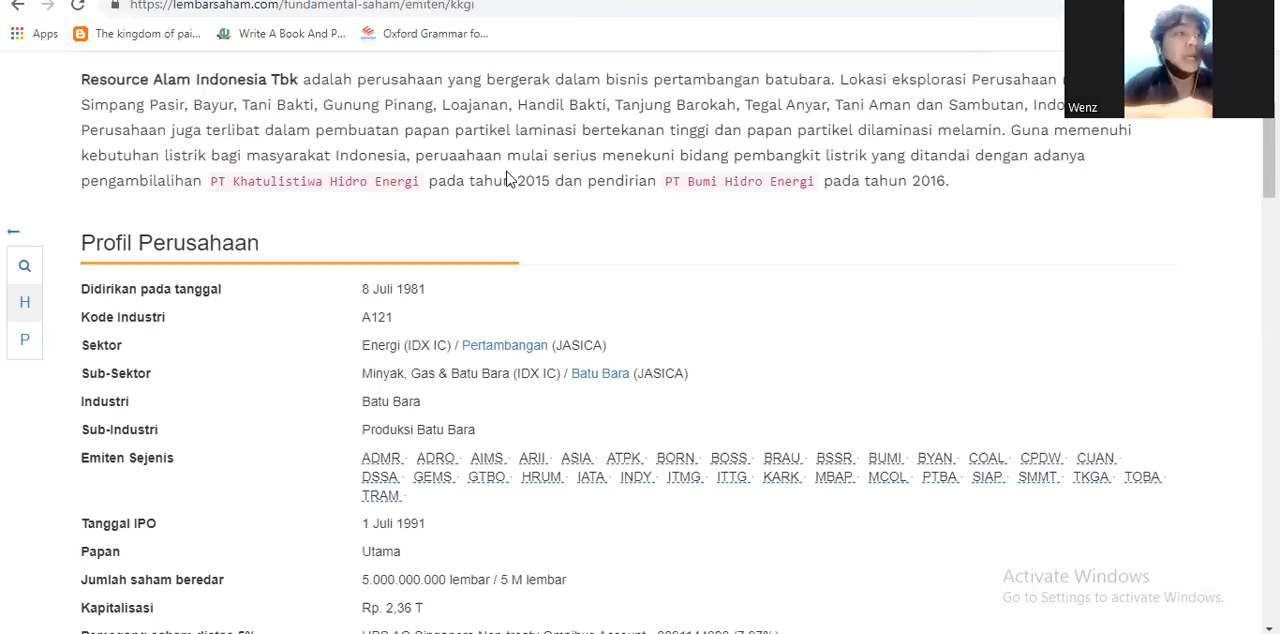 https://lembarsaham.com/fundamental-saham/emiten/kkgi
Apps The kingdom of pai... Write A Book And P... Oxford Grammar fo...
Wenz
Resource Alam Indonesia Tbk adalah perusahaan yang bergerak dalam bisnis pertambangan batubara. Lokasi eksplorasi Perusahaan
Simpang Pasir, Bayur, Tani Bakti, Gunung Pinang, Loajanan, Handil Bakti, Tanjung Barokah, Tegal Anyar, Tani Aman dan Sambutan,
Perusahaan juga terlibat dalam pembuatan papan partikel laminasi bertekanan tinggi dan papan partikel dilaminasi melamin. Guna memenuhi
kebutuhan listrik bagi masyarakat Indonesia, peruaahaan mulai serius menekuni bidang pembangkit listrik yang ditandai dengan adanya
pengambilalihan PT Khatulistiwa Hidro Energi pada tahun 2015 dan pendirian PT Bumi Hidro Energi pada tahun 2016.
H
P
Profil Perusahaan
Didirikan pada tanggal 8 Juli 1981
Kode Industri A121
Sektor Energi (IDX IC) / Pertambangan (JASICA)
Sub-Sektor Minyak, Gas & Batu Bara (IDX IC) / Batu Bara (JASICA)
Industri Batu Bara
Sub-Industri Produksi Batu Bara
Emiten Sejenis ADMR · ADRO · AIMS · ARII · ASIA · ATPK · BORN · BOSS · BRAU · BSSR · BUMI · BYAN · COAL · CPDW · CUAN ·
DSSA · GEMS · GTBO · HRUM · IATA · INDY · ITMG · ITTG · KARK · MBAP · MCOL · PTBA · SIAP · SMMT · TKGA · TOBA ·
TRAM ·
Tanggal IPO 1 Juli 1991
Papan Utama
Jumlah saham beredar 5.000.000.000 lembar / 5 M lembar
Kapitalisasi Rp. 2,36 T
Activate Windows
Go to Settings to activate Windows.